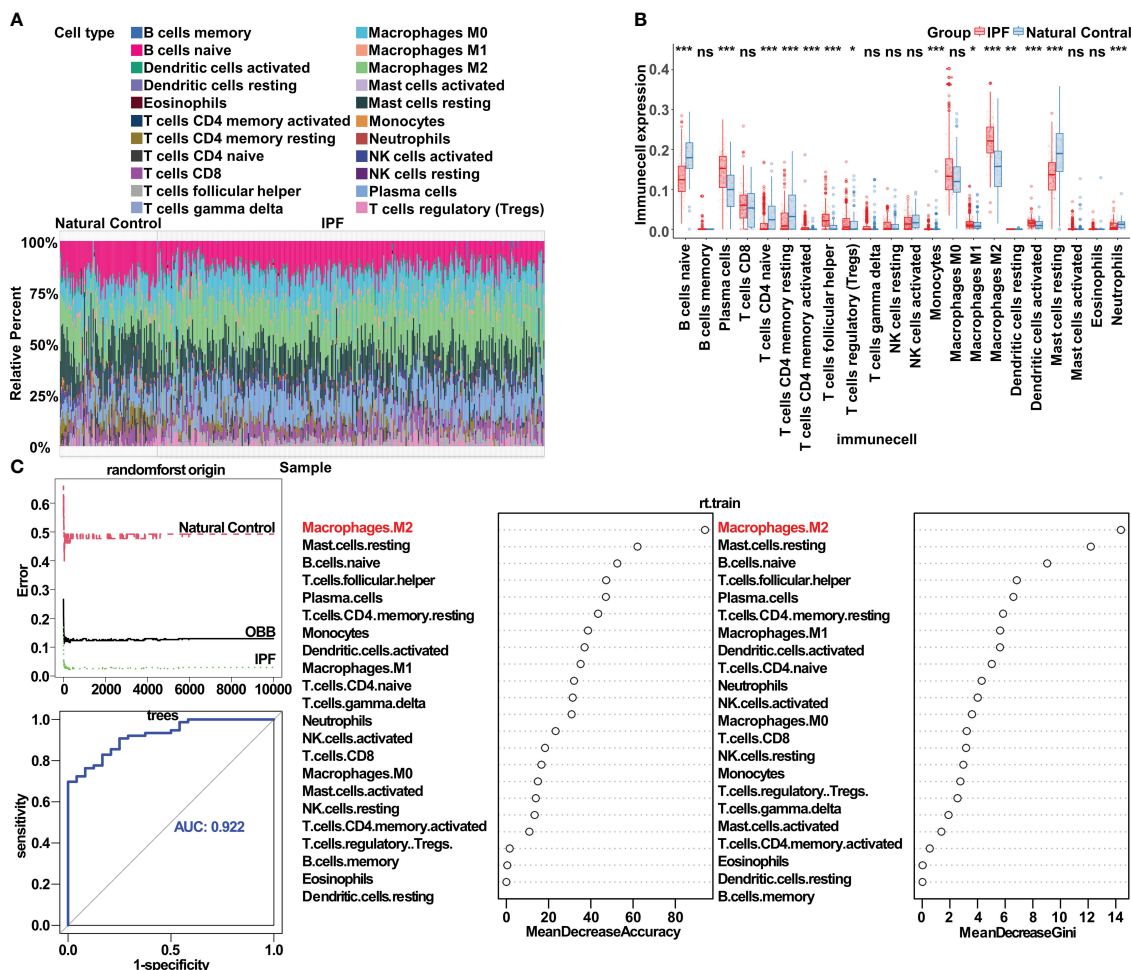 A
Cell type
B cells memory
B cells naive
Dendritic cells activated
Dendritic cells resting
Eosinophils
T cells CD4 memory activated
T cells CD4 memory resting
T cells CD4 naive
T cells CD8
T cells follicular helper
T cells gamma delta
Macrophages M0
Macrophages M1
Macrophages M2
Mast cells activated
Mast cells resting
Monocytes
Neutrophils
NK cells activated
NK cells resting
Plasma cells
T cells regulatory (Tregs)
Natural Control IPF
100%
75%
50%
25%
0%
Relative Percent
Sample
B
Group IPF Natural Contral
*** ns *** ns *** *** *** *** * ns ns ns *** ns * *** ** *** *** ns ns ***
0.4
0.3
0.2
0.1
0.0
Immunecell expression
B cells naive
B cells memory
Plasma cells
T cells CD8
T cells CD4 naive
T cells CD4 memory resting
T cells CD4 memory activated
T cells follicular helper
T cells regulatory (Tregs)
T cells gamma delta
NK cells resting
NK cells activated
Monocytes
Macrophages M0
Macrophages M1
Macrophages M2
Dendritic cells resting
Dendritic cells activated
Mast cells resting
Mast cells activated
Eosinophils
Neutrophils
immunecell
C
randomforst origin
0.6
0.5
0.4
0.3
0.2
0.1
0.0
Error
Natural Control
OBB
IPF
0 2000 4000 6000 8000 10000
trees
1.0
0.8
0.6
0.4
0.2
0.0
sensitivity
AUC: 0.922
0.0 0.5 1.0
1-specificity
rt.train
Macrophages.M2
Mast.cells.resting
B.cells.naive
T.cells.follicular.helper
Plasma.cells
T.cells.CD4.memory.resting
Monocytes
Dendritic.cells.activated
Macrophages.M1
T.cells.CD4.naive
T.cells.gamma.delta
Neutrophils
NK.cells.activated
T.cells.CD8
Macrophages.M0
Mast.cells.activated
NK.cells.resting
T.cells.CD4.memory.activated
T.cells.regulatory..Tregs.
B.cells.memory
Eosinophils
Dendritic.cells.resting
0 20 40 60 80
MeanDecreaseAccuracy
Macrophages.M2
Mast.cells.resting
B.cells.naive
T.cells.follicular.helper
Plasma.cells
T.cells.CD4.memory.resting
Macrophages.M1
Dendritic.cells.activated
T.cells.CD4.naive
Neutrophils
NK.cells.activated
Macrophages.M0
T.cells.CD8
NK.cells.resting
Monocytes
T.cells.regulatory..Tregs.
T.cells.gamma.delta
Mast.cells.activated
T.cells.CD4.memory.activated
Eosinophils
Dendritic.cells.resting
B.cells.memory
0 2 4 6 8 10 12 14
MeanDecreaseGini